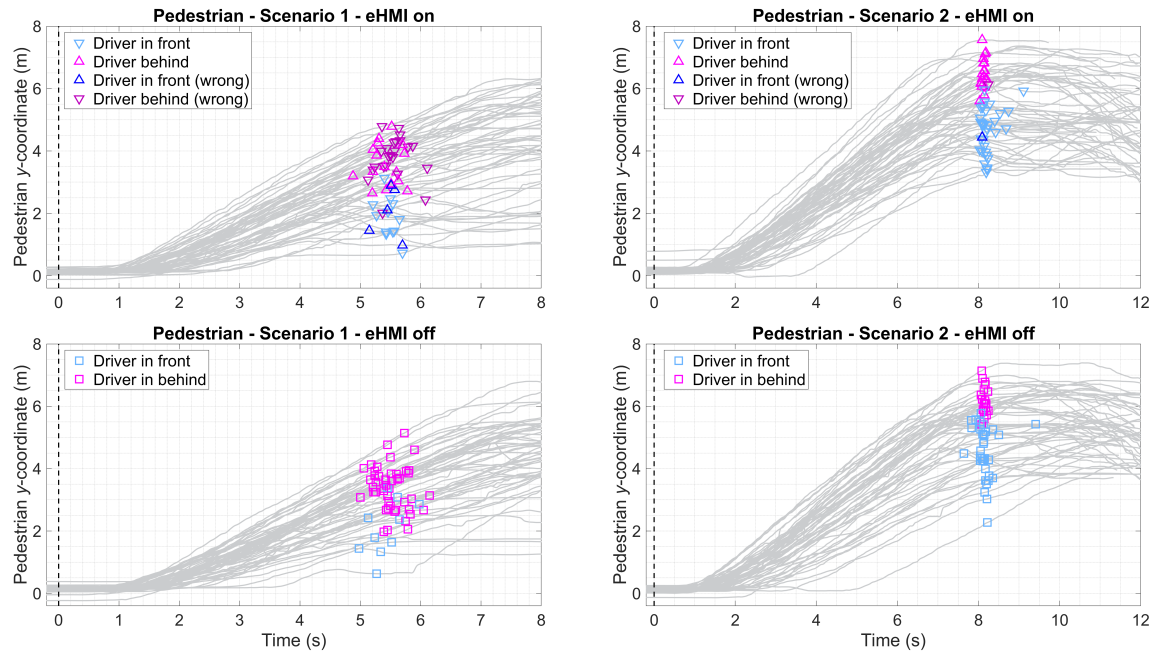 Pedestrian - Scenario 1 - eHMI on
Driver in front
Driver behind
Driver in front (wrong)
Driver behind (wrong)
Pedestrian y-coordinate (m)
8
6
4
2
0
0 1 2 3 4 5 6 7 8
Pedestrian - Scenario 2 - eHMI on
Driver in front
Driver behind
Driver in front (wrong)
Driver behind (wrong)
Pedestrian y-coordinate (m)
8
6
4
2
0
0 2 4 6 8 10 12
Pedestrian - Scenario 1 - eHMI off
Driver in front
Driver in behind
Pedestrian y-coordinate (m)
8
6
4
2
0
0 1 2 3 4 5 6 7 8
Time (s)
Pedestrian - Scenario 2 - eHMI off
Driver in front
Driver in behind
Pedestrian y-coordinate (m)
8
6
4
2
0
0 2 4 6 8 10 12
Time (s)